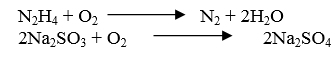 N₂H₄ + O₂ ⟶ N₂ + 2H₂O
2Na₂SO₃ + O₂ ⟶ 2Na₂SO₄